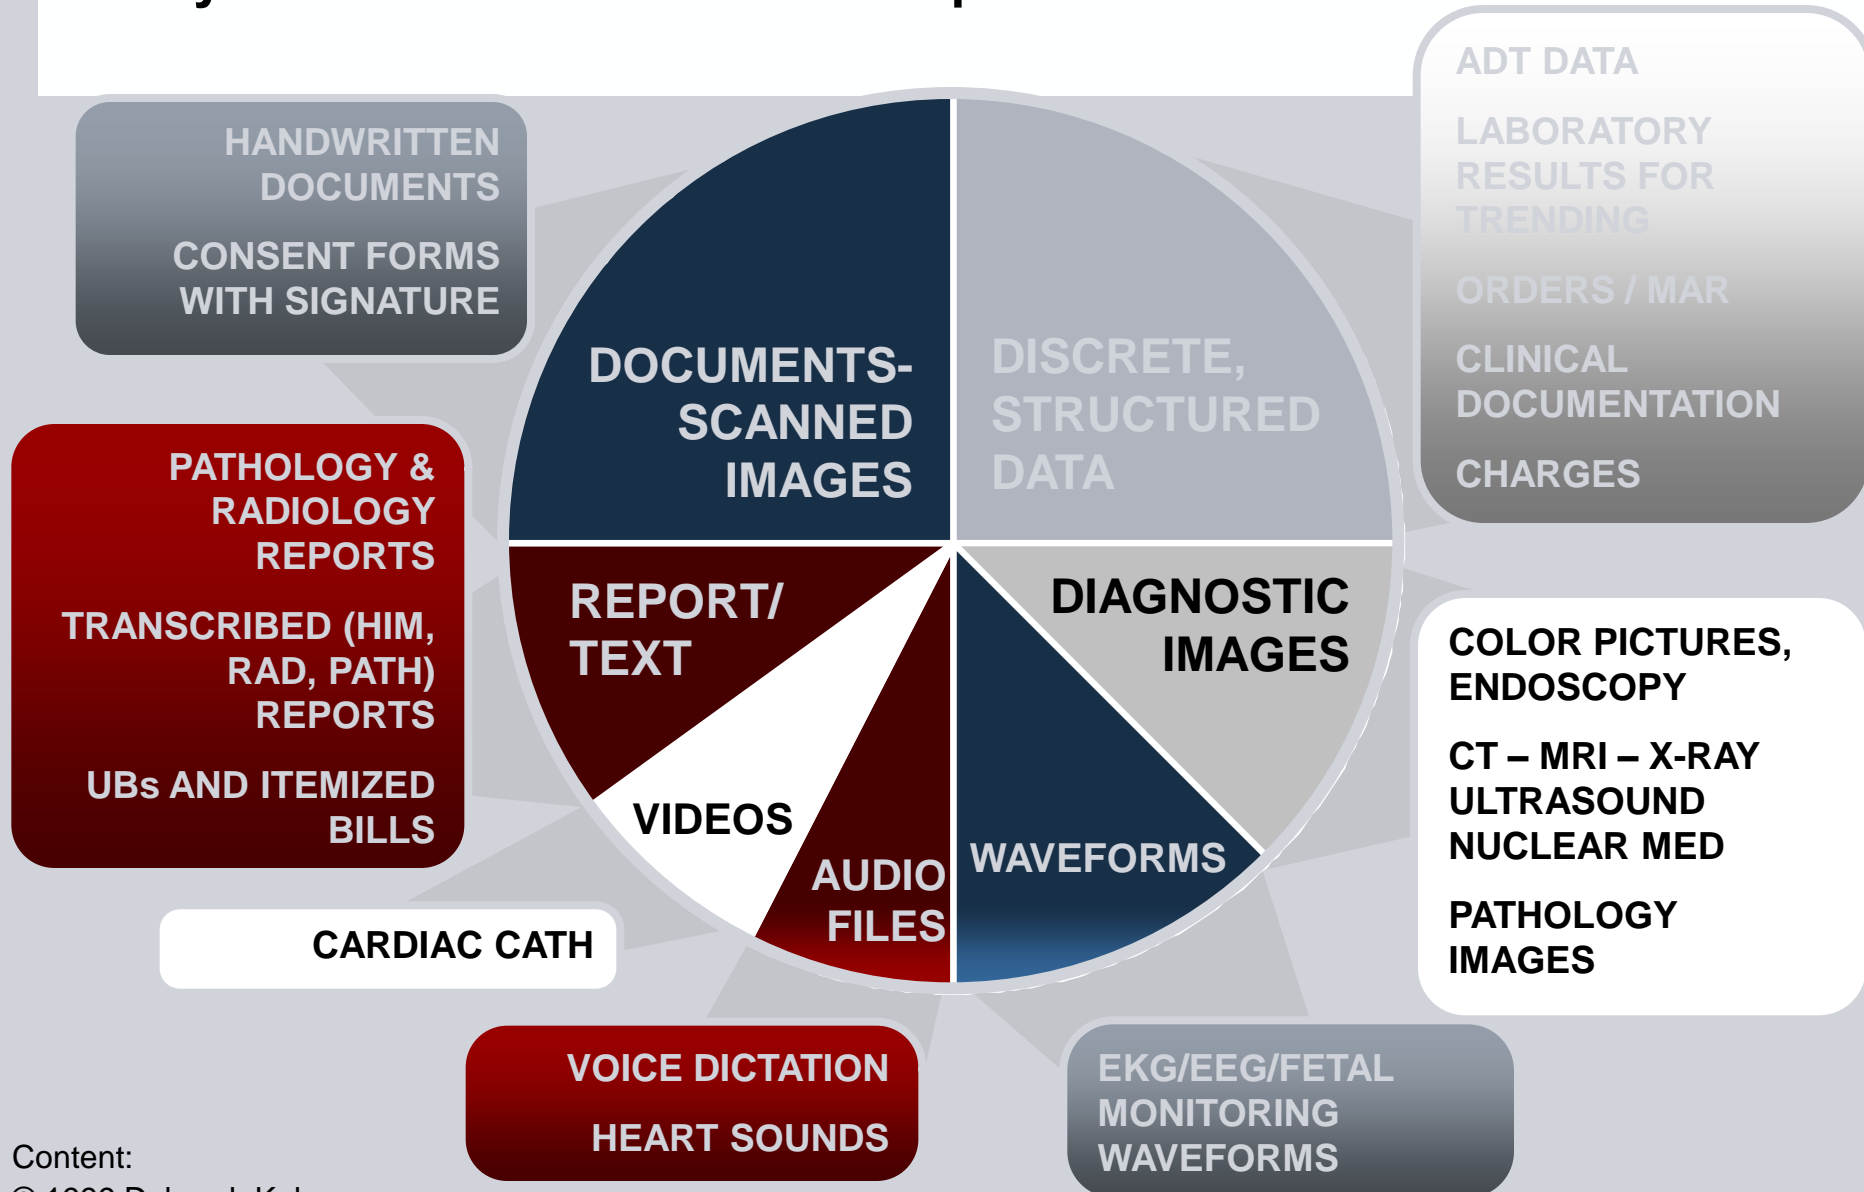 HANDWRITTEN
DOCUMENTS
CONSENT FORMS
WITH SIGNATURE
PATHOLOGY &
RADIOLOGY
REPORTS
TRANSCRIBED (HIM,
RAD, PATH)
REPORTS
UBs AND ITEMIZED
BILLS
CARDIAC CATH
VOICE DICTATION
HEART SOUNDS
DOCUMENTS-
SCANNED
IMAGES
DISCRETE,
STRUCTURED
DATA
REPORT/
TEXT
DIAGNOSTIC
IMAGES
VIDEOS
AUDIO
FILES
WAVEFORMS
ADT DATA
LABORATORY
RESULTS FOR
TRENDING
ORDERS / MAR
CLINICAL
DOCUMENTATION
CHARGES
COLOR PICTURES,
ENDOSCOPY
CT – MRI – X-RAY
ULTRASOUND
NUCLEAR MED
PATHOLOGY
IMAGES
EKG/EEG/FETAL
MONITORING
WAVEFORMS
Content: